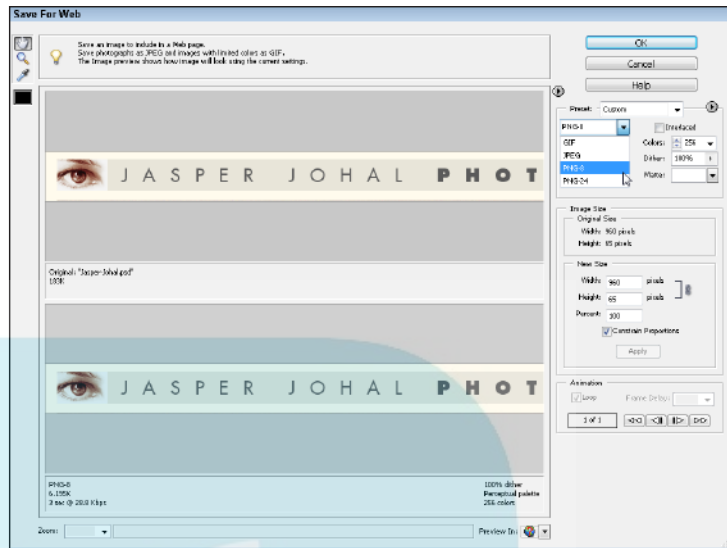 Save For Web
Save an image to include in a Web page.
Save photographs as JPEG and images with limited colors as GIF.
The Image preview shows how image will look using the current settings.
OK
Cancel
Help
Preset: Custom
PNG-8
Interlaced
GIF
JPEG
PNG-8
PNG-24
Colors: 256
Dither: 100%
Matte:
JASPER JOHAL PHOT
Original: "Jasper-Johal.psd"
183K
Image Size
Original Size
Width: 960 pixels
Height: 65 pixels
New Size
Width: 960 pixels
Height: 65 pixels
Percent: 100
Constrain Proportions
Apply
JASPER JOHAL PHOT
PNG-8
6.195K
3 sec @ 28.8 Kbps
100% dither
Perceptual palette
256 colors
Animation
Loop
Frame Delay:
1 of 1
Zoom:
Preview In: